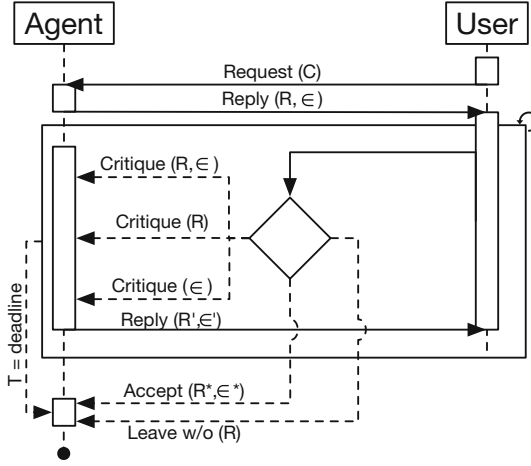 Agent
User
Request (C)
Reply (R, ∈)
Critique (R, ∈)
Critique (R)
Critique (∈)
Reply (R',∈')
T = deadline
Accept (R*,∈*)
Leave w/o (R)